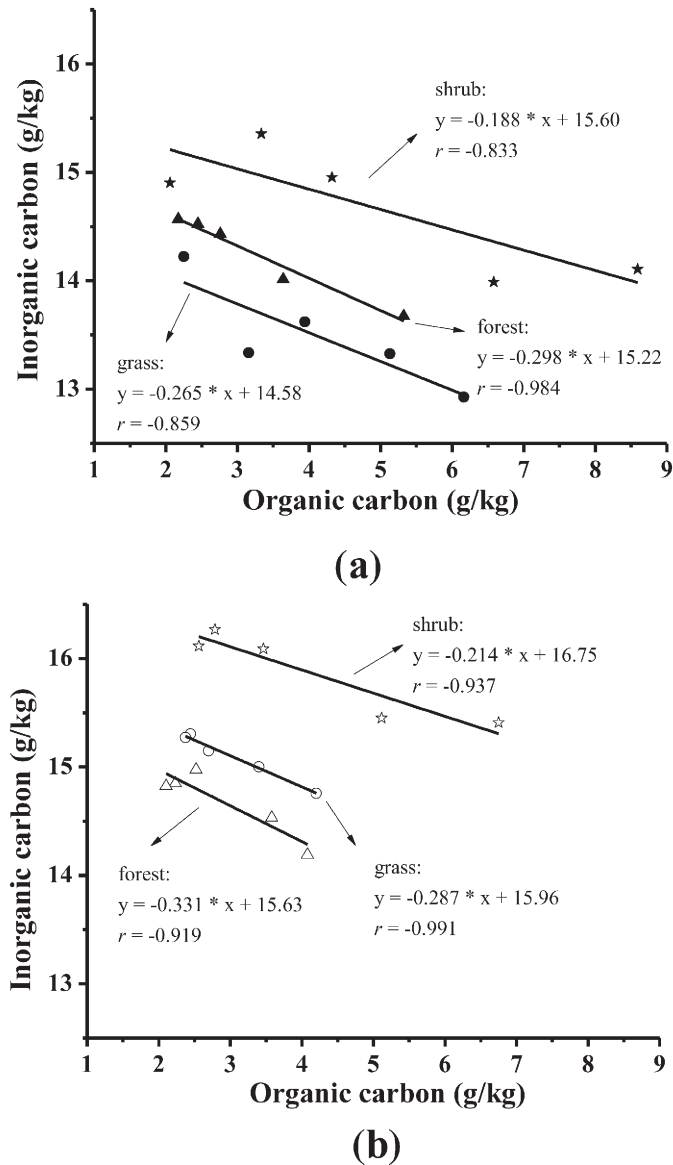 16
15
14
13
Inorganic carbon (g/kg)
shrub:
y = -0.188 * x + 15.60
r = -0.833
forest:
y = -0.298 * x + 15.22
r = -0.984
grass:
y = -0.265 * x + 14.58
r = -0.859
1 2 3 4 5 6 7 8 9
Organic carbon (g/kg)
(a)
16
15
14
13
Inorganic carbon (g/kg)
shrub:
y = -0.214 * x + 16.75
r = -0.937
forest:
y = -0.331 * x + 15.63
r = -0.919
grass:
y = -0.287 * x + 15.96
r = -0.991
1 2 3 4 5 6 7 8 9
Organic carbon (g/kg)
(b)